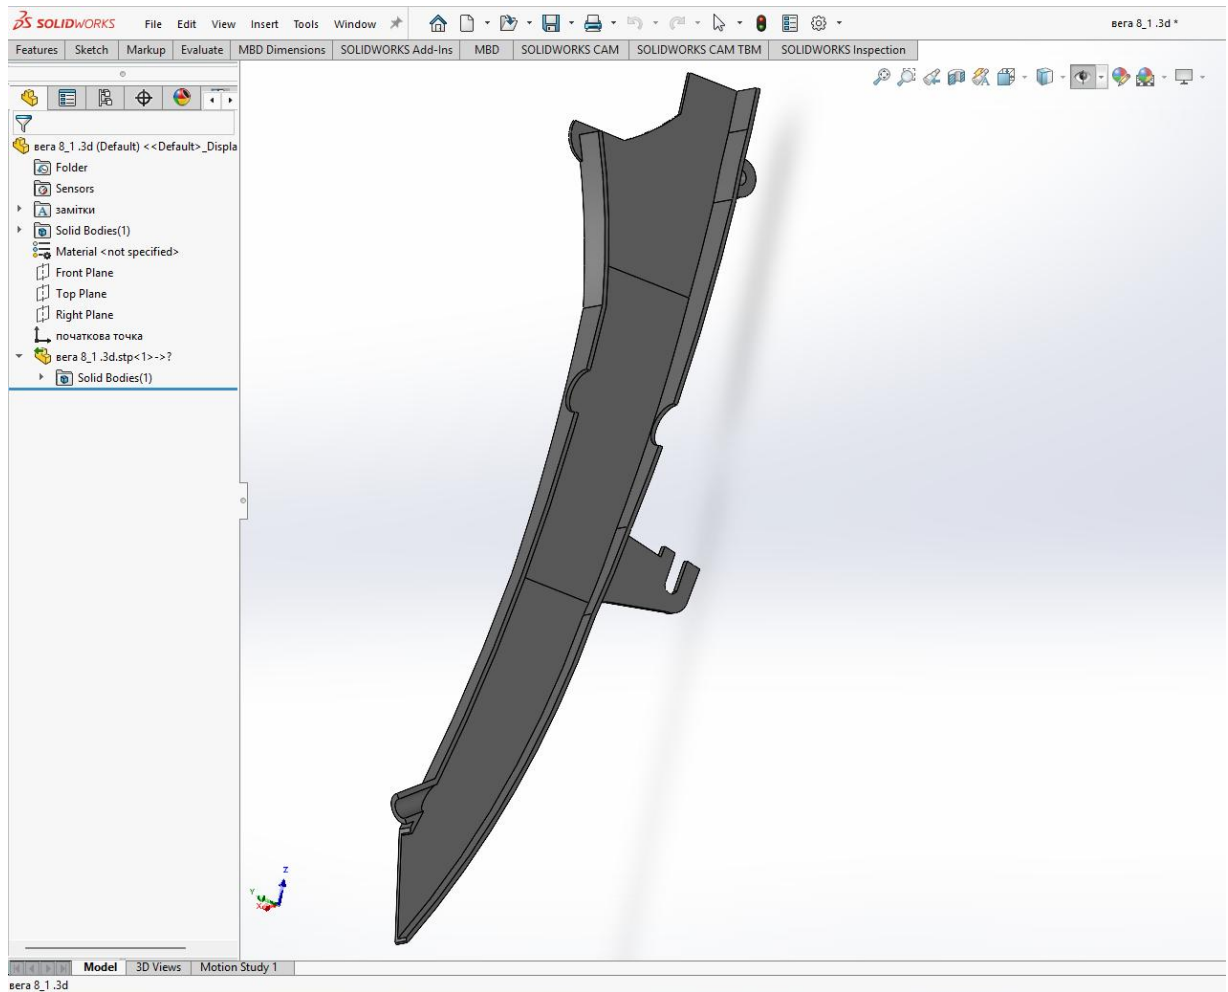 SOLIDWORKS File Edit View Insert Tools Window вега 8_1 .3d *
Features Sketch Markup Evaluate MBD Dimensions SOLIDWORKS Add-Ins MBD SOLIDWORKS CAM SOLIDWORKS CAM TBM SOLIDWORKS Inspection
вега 8_1 .3d (Default) <<Default>_Displa
Folder
Sensors
замітки
Solid Bodies(1)
Material <not specified>
Front Plane
Top Plane
Right Plane
початкова точка
вега 8_1 .3d.stp<1>->?
Solid Bodies(1)
Z
Y
X
Model 3D Views Motion Study 1
вега 8_1 .3d